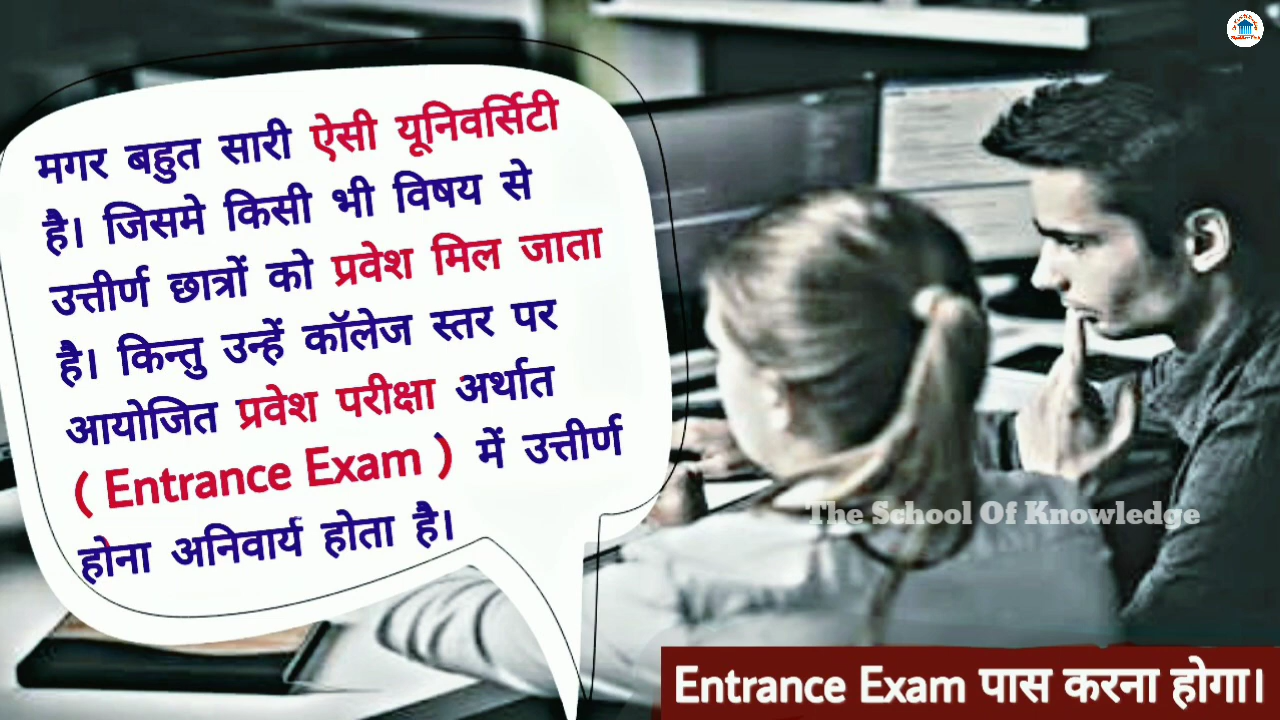 मगर बहुत सारी ऐसी यूनिवर्सिटी
है। जिसमे किसी भी विषय से
उत्तीर्ण छात्रों को प्रवेश मिल जाता
है। किन्तु उन्हें कॉलेज स्तर पर
आयोजित प्रवेश परीक्षा अर्थात
( Entrance Exam ) में उत्तीर्ण
होना अनिवार्य होता है।
The School Of Knowledge
Entrance Exam पास करना होगा।